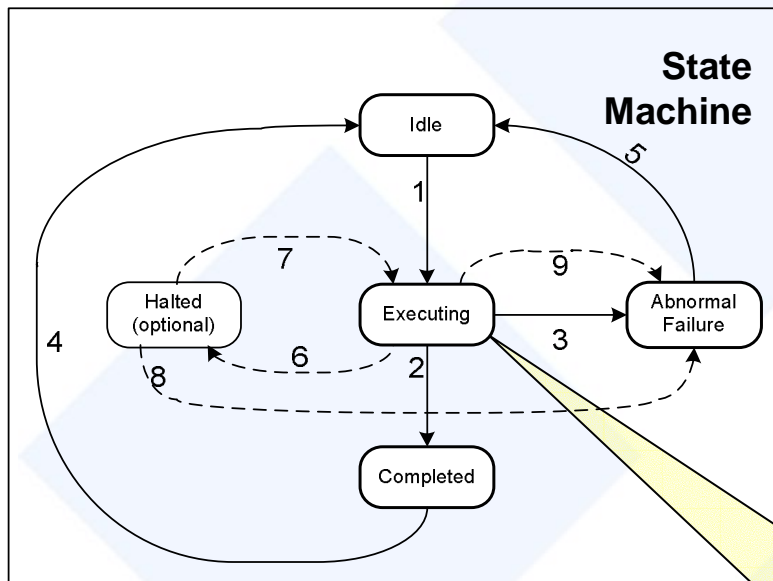 State
Machine
Idle
5
1
7
9
Halted
(optional)
Executing
Abnormal
Failure
4
6
3
8
2
Completed